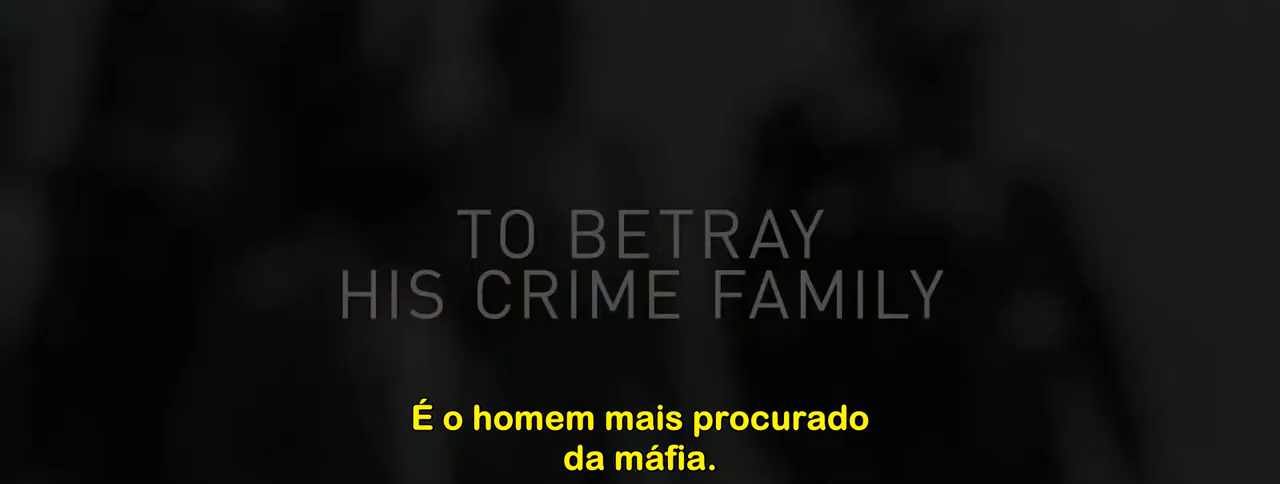 TO BETRAY
HIS CRIME FAMILY
É o homem mais procurado
da máfia.